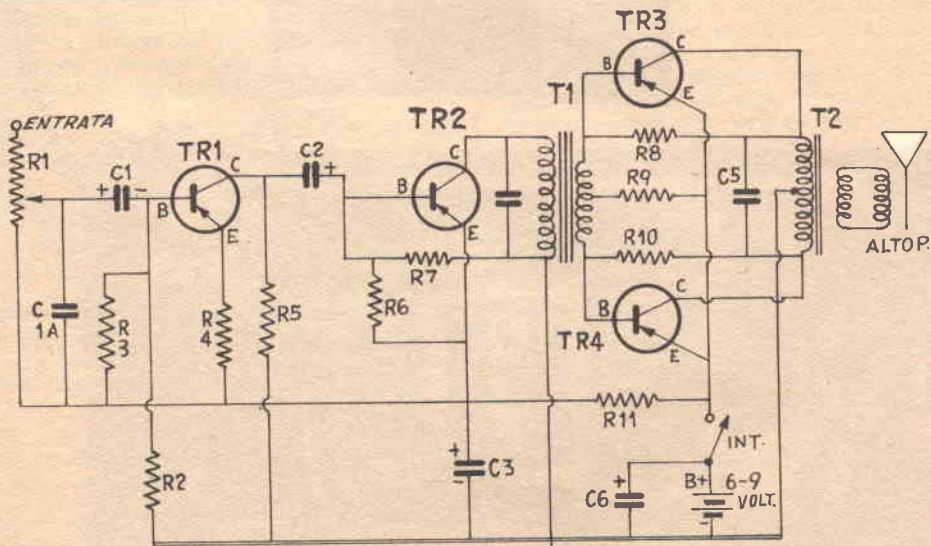 TR3
C
B
E
T1
ENTRATA
R1
C1
+ -
TR1
C
B
E
C2
+
TR2
C
B
E
R8
R9
R10
C5
T2
ALTOP.
R7
R6
C
1A
R
3
R
4
R5
TR4
C
B
E
R11
INT.
R2
+
C3
-
+
C6
B+
6-9
VOLT.
-